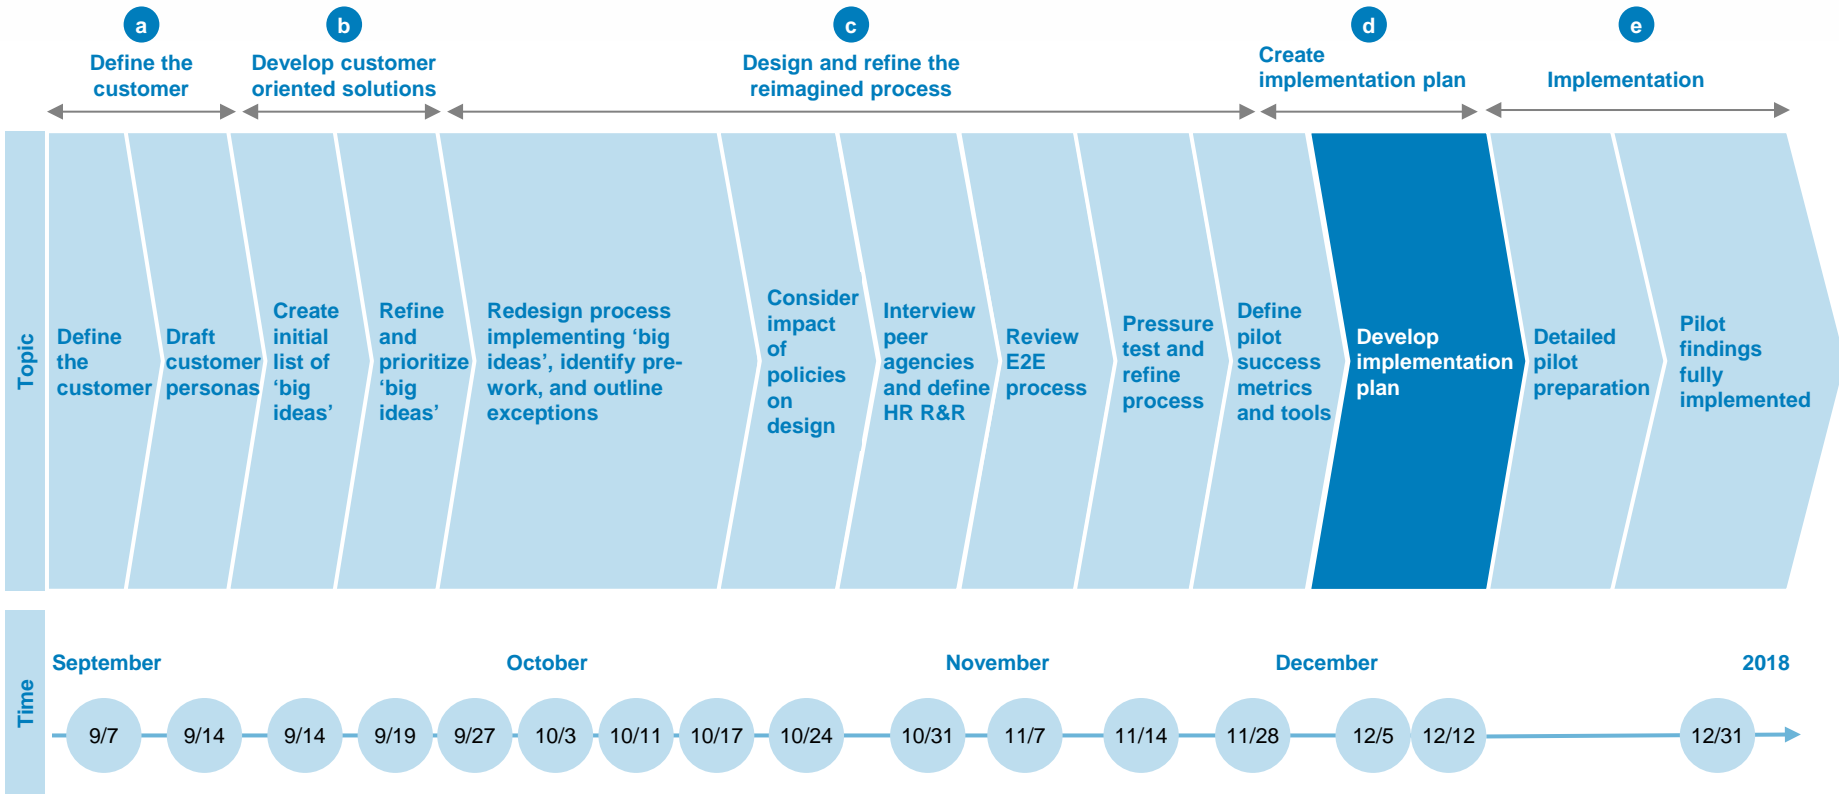 a
Define the
customer
b
Develop customer
oriented solutions
c
Design and refine the
reimagined process
d
Create
implementation plan
e
Implementation
Topic
Define
the
customer
Draft
customer
personas
Create
initial
list of
‘big
ideas’
Refine
and
prioritize
‘big
ideas’
Redesign process
implementing ‘big
ideas’, identify pre-
work, and outline
exceptions
Consider
impact
of
policies
on
design
Interview
peer
agencies
and define
HR R&R
Review
E2E
process
Pressure
test and
refine
process
Define
pilot
success
metrics
and tools
Develop
implementation
plan
Detailed
pilot
preparation
Pilot
findings
fully
implemented
Time
September
October
November
December
2018
9/7
9/14
9/14
9/19
9/27
10/3
10/11
10/17
10/24
10/31
11/7
11/14
11/28
12/5
12/12
12/31